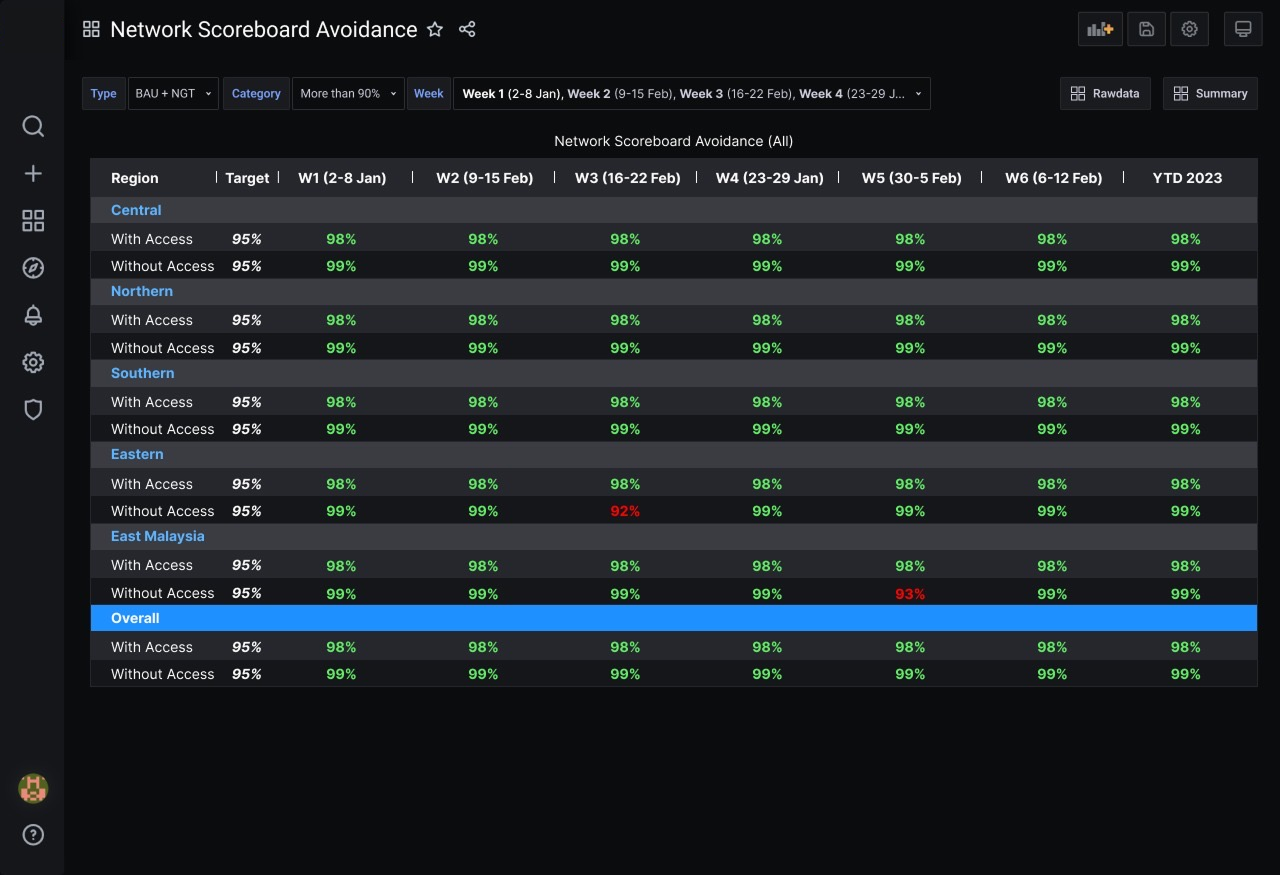 Network Scoreboard Avoidance
Type BAU + NGT Category More than 90% Week Week 1 (2-8 Jan), Week 2 (9-15 Feb), Week 3 (16-22 Feb), Week 4 (23-29 J... Rawdata Summary
Network Scoreboard Avoidance (All)
Region Target W1 (2-8 Jan) W2 (9-15 Feb) W3 (16-22 Feb) W4 (23-29 Jan) W5 (30-5 Feb) W6 (6-12 Feb) YTD 2023
Central
With Access 95% 98% 98% 98% 98% 98% 98% 98%
Without Access 95% 99% 99% 99% 99% 99% 99% 99%
Northern
With Access 95% 98% 98% 98% 98% 98% 98% 98%
Without Access 95% 99% 99% 99% 99% 99% 99% 99%
Southern
With Access 95% 98% 98% 98% 98% 98% 98% 98%
Without Access 95% 99% 99% 99% 99% 99% 99% 99%
Eastern
With Access 95% 98% 98% 98% 98% 98% 98% 98%
Without Access 95% 99% 99% 92% 99% 99% 99% 99%
East Malaysia
With Access 95% 98% 98% 98% 98% 98% 98% 98%
Without Access 95% 99% 99% 99% 99% 93% 99% 99%
Overall
With Access 95% 98% 98% 98% 98% 98% 98% 98%
Without Access 95% 99% 99% 99% 99% 99% 99% 99%